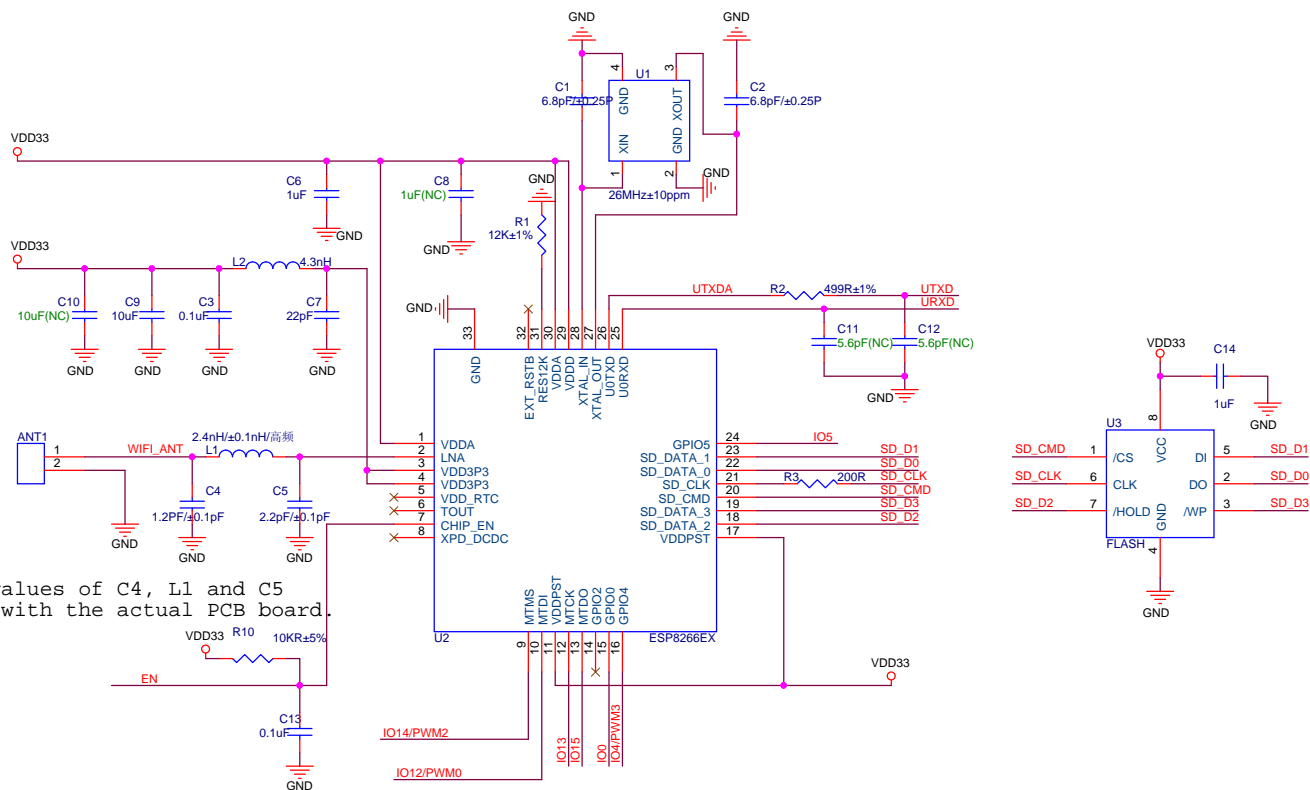 GND
GND
U1
4
3
C1
6.8pF/±0.25P
C2
6.8pF/±0.25P
GND
XOUT
XIN
GND
1
2
GND
26MHz±10ppm
VDD33
C6
1uF
GND
C8
1uF(NC)
GND
GND
R1
12K±1%
VDD33
L2
4.3nH
C10
10uF(NC)
C9
10uF
C3
0.1uF
C7
22pF
GND
GND
GND
GND
GND
UTXDA
R2
499R±1%
UTXD
URXD
C11
5.6pF(NC)
C12
5.6pF(NC)
GND
33
32
31
30
29
28
27
26
25
GND
EXT_RSTB
RES12K
VDDA
VDDD
XTAL_IN
XTAL_OUT
U0TXD
U0RXD
ANT1
1
2
WIFI_ANT
2.4nH/±0.1nH/高频
L1
C4
1.2PF/±0.1pF
C5
2.2pF/±0.1pF
GND
GND
GND
1 VDDA
2 LNA
3 VDD3P3
4 VDD3P3
5 VDD_RTC
6 TOUT
7 CHIP_EN
8 XPD_DCDC
GPIO5 24 IO5
SD_DATA_1 23 SD_D1
SD_DATA_0 22 SD_D0
SD_CLK 21 R3 200R SD_CLK
SD_CMD 20 SD_CMD
SD_DATA_3 19 SD_D3
SD_DATA_2 18 SD_D2
VDDPST 17
MTMS
MTDI
VDDPST
MTCK
MTDO
GPIO2
GPIO0
GPIO4
U2
ESP8266EX
9
10
11
12
13
14
15
16
values of C4, L1 and C5
with the actual PCB board.
VDD33
R10
10KR±5%
EN
C13
0.1uF
GND
IO14/PWM2
IO12/PWM0
IO13
IO15
IO0
IO4/PWM3
VDD33
VDD33
C14
1uF
GND
U3
8
VCC
SD_CMD 1 /CS
DI 5 SD_D1
SD_CLK 6 CLK
DO 2 SD_D0
SD_D2 7 /HOLD
/WP 3 SD_D3
GND
FLASH
4
GND